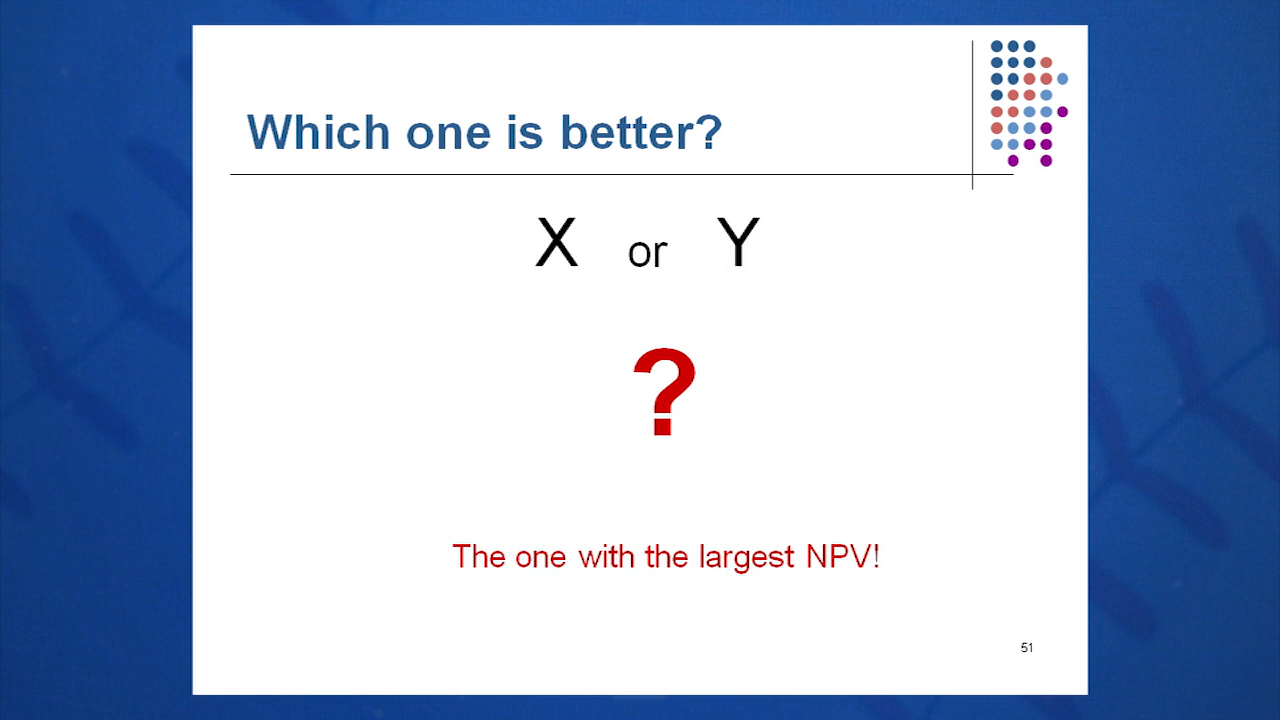 Which one is better?
X or Y
?
The one with the largest NPV!
51